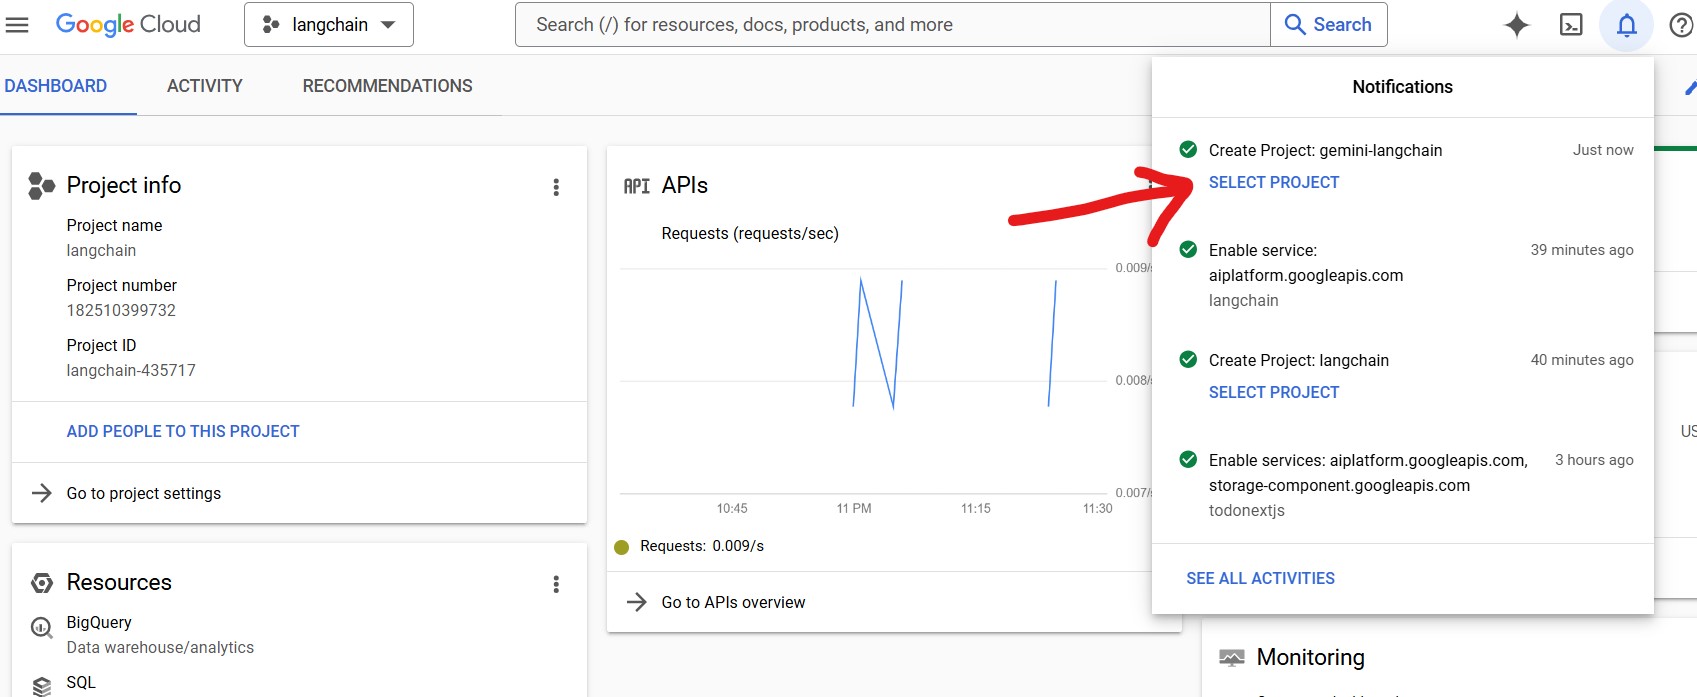 Google Cloud
langchain
Search (/) for resources, docs, products, and more
Search
DASHBOARD
ACTIVITY
RECOMMENDATIONS
Project info
Project name
langchain
Project number
182510399732
Project ID
langchain-435717
ADD PEOPLE TO THIS PROJECT
Go to project settings
Resources
BigQuery
Data warehouse/analytics
SQL
API APIs
Requests (requests/sec)
0.009/s
0.008/s
0.007/s
10:45
11 PM
11:15
11:30
Requests: 0.009/s
Go to APIs overview
Notifications
Create Project: gemini-langchain
Just now
SELECT PROJECT
Enable service:
39 minutes ago
aiplatform.googleapis.com
langchain
Create Project: langchain
40 minutes ago
SELECT PROJECT
Enable services: aiplatform.googleapis.com,
3 hours ago
storage-component.googleapis.com
todonextjs
SEE ALL ACTIVITIES
US
Monitoring